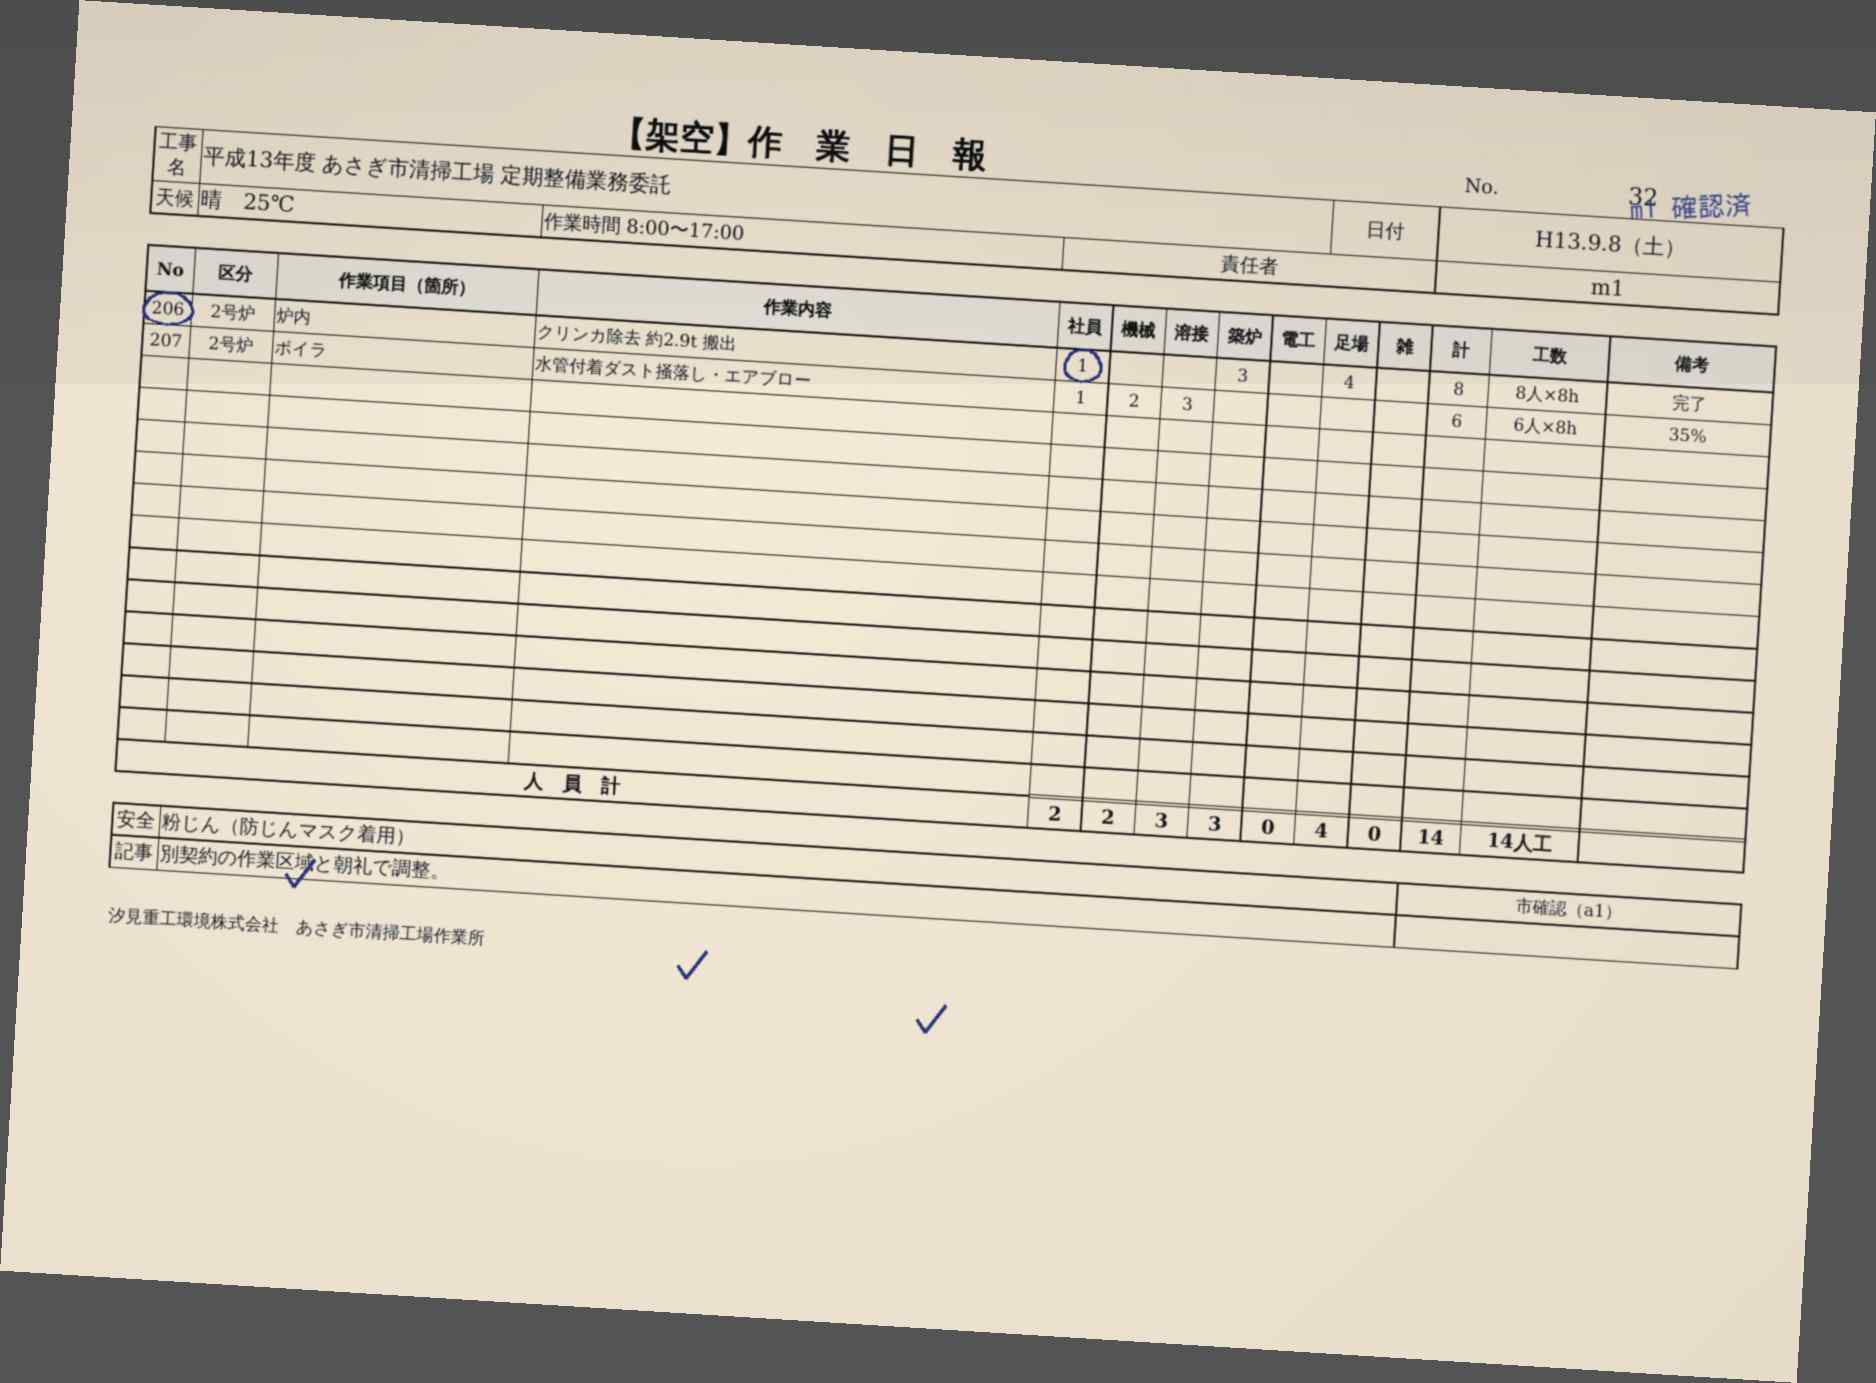 【架空】作 業 日 報
No. 32
m1 確認済
工事名 平成13年度 あさぎ市清掃工場 定期整備業務委託 日付 H13.9.8（土）
天候 晴 25℃ 作業時間 8:00〜17:00 責任者 m1
No 区分 作業項目（箇所） 作業内容 社員 機械 溶接 築炉 電工 足場 雑 計 工数 備考
206 2号炉 炉内 クリンカ除去 約2.9t 搬出 1 3 4 8 8人×8h 完了
207 2号炉 ボイラ 水管付着ダスト掻落し・エアブロー 1 2 3 6 6人×8h 35%
人 員 計 2 2 3 3 0 4 0 14 14人工
安全 粉じん（防じんマスク着用） 市確認（a1）
記事 別契約の作業区域と朝礼で調整。
汐見重工環境株式会社 あさぎ市清掃工場作業所